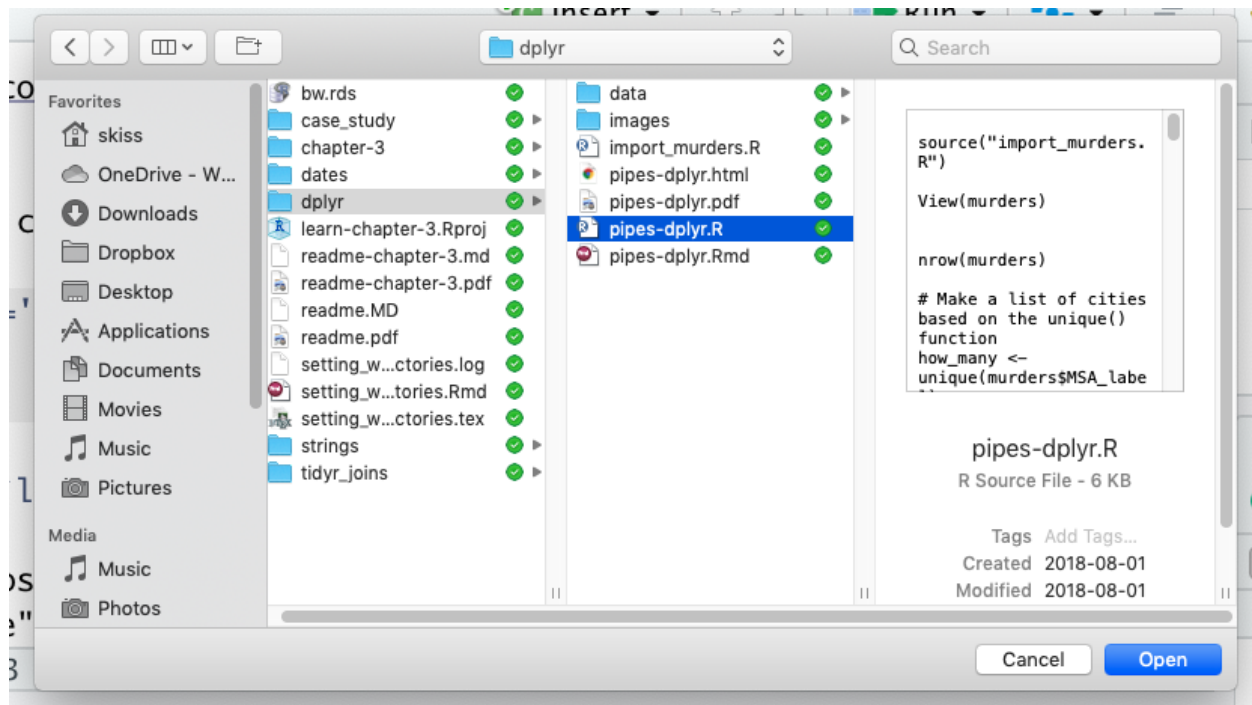 Insert
Run
dplyr
Search
Favorites
skiss
OneDrive - W...
Downloads
Dropbox
Desktop
Applications
Documents
Movies
Music
Pictures
Media
Music
Photos
bw.rds
case_study
chapter-3
dates
dplyr
learn-chapter-3.Rproj
readme-chapter-3.md
readme-chapter-3.pdf
readme.MD
readme.pdf
setting_w...ctories.log
setting_w...tories.Rmd
setting_w...ctories.tex
strings
tidyr_joins
data
images
import_murders.R
pipes-dplyr.html
pipes-dplyr.pdf
pipes-dplyr.R
pipes-dplyr.Rmd
source("import_murders.
R")
View(murders)
nrow(murders)
# Make a list of cities
based on the unique()
function
how_many <-
unique(murders$MSA_labe
pipes-dplyr.R
R Source File - 6 KB
Tags Add Tags...
Created 2018-08-01
Modified 2018-08-01
Cancel
Open